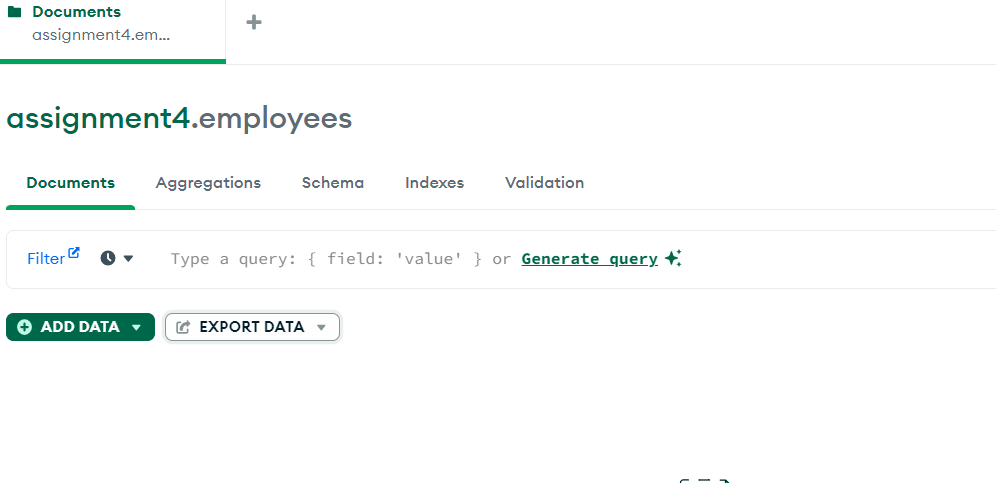 Documents
assignment4.em...
assignment4.employees
Documents Aggregations Schema Indexes Validation
Filter Type a query: { field: 'value' } or Generate query
ADD DATA EXPORT DATA